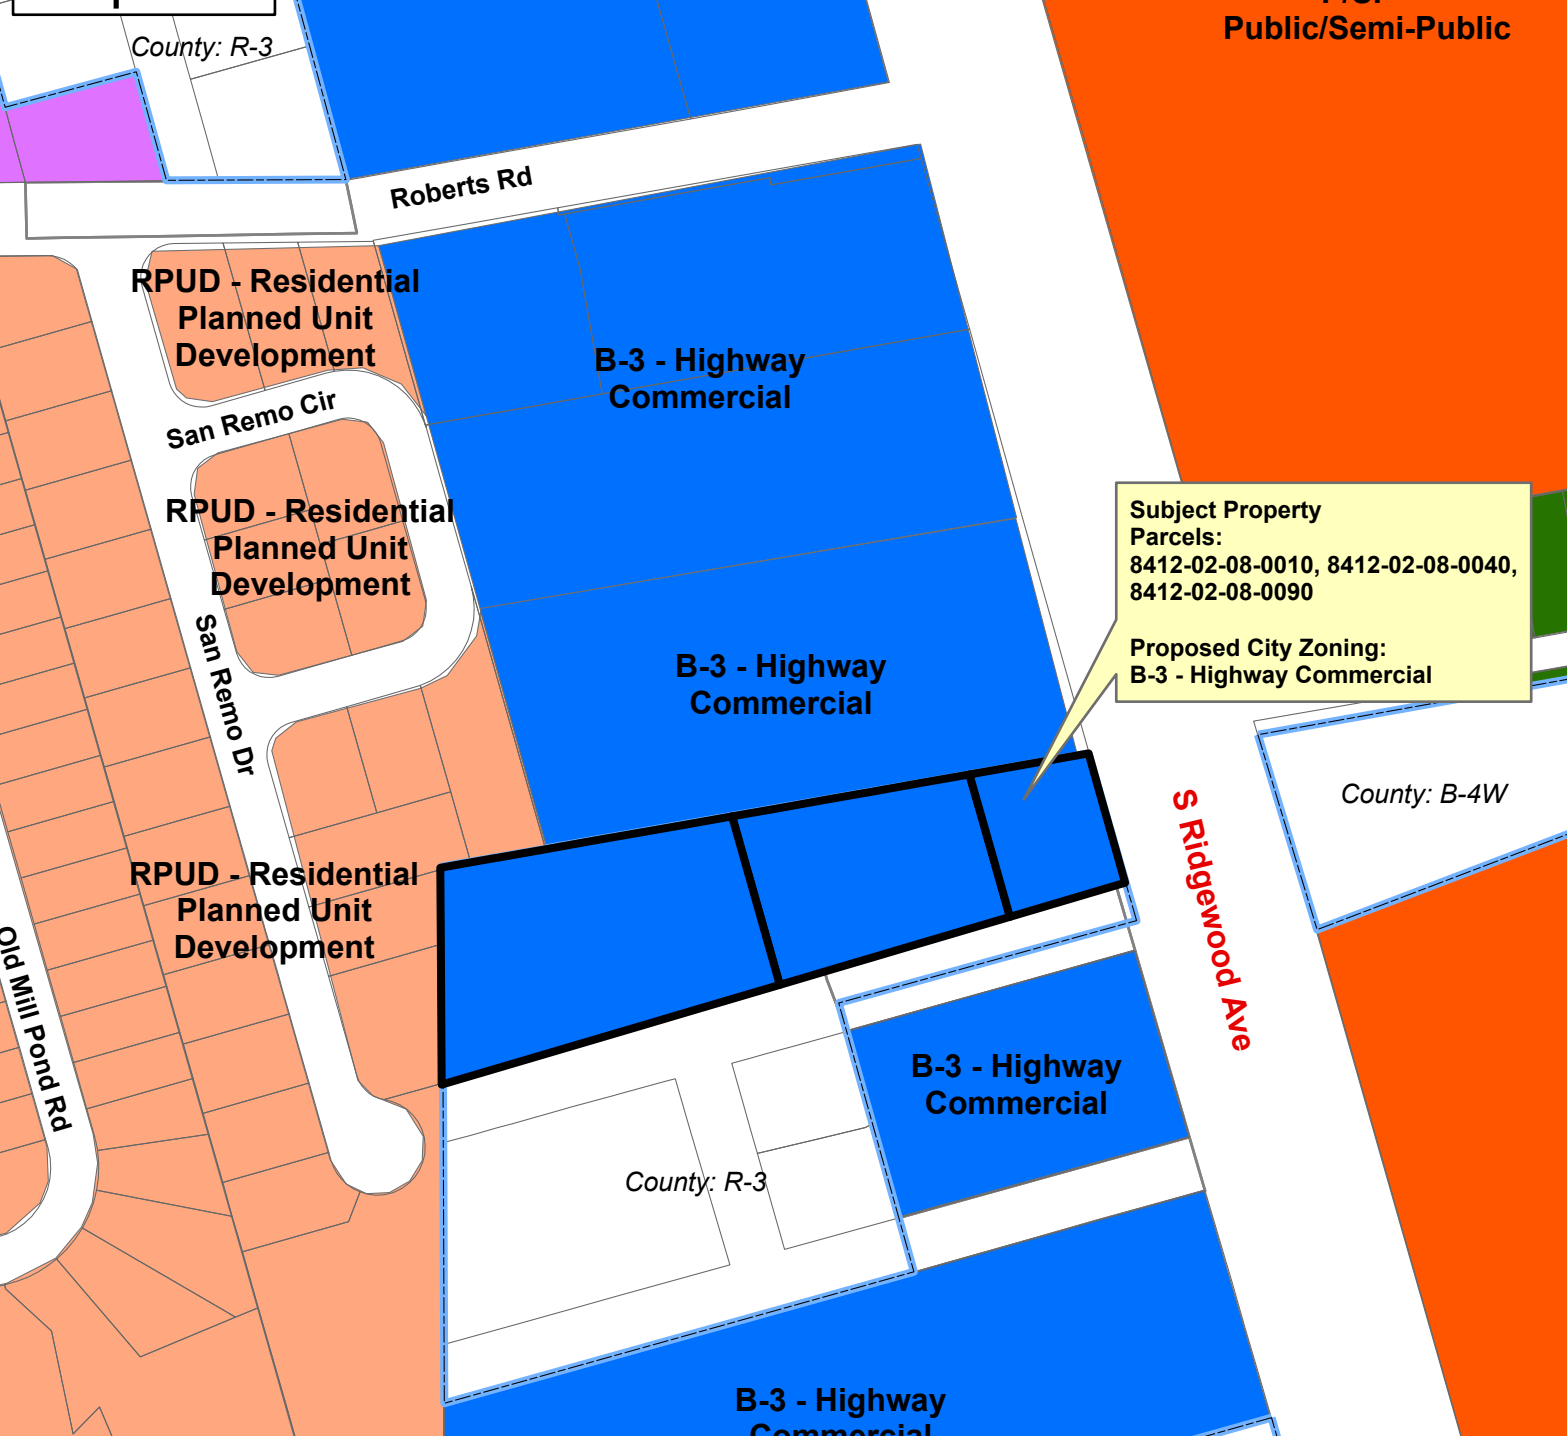 County: R-3
Public/Semi-Public
Roberts Rd
RPUD - Residential
Planned Unit
Development
B-3 - Highway
Commercial
San Remo Cir
RPUD - Residential
Planned Unit
Development
Subject Property
Parcels:
8412-02-08-0010, 8412-02-08-0040,
8412-02-08-0090
Proposed City Zoning:
B-3 - Highway Commercial
San Remo Dr
B-3 - Highway
Commercial
County: B-4W
S Ridgewood Ave
RPUD - Residential
Planned Unit
Development
Old Mill Pond Rd
B-3 - Highway
Commercial
County: R-3
B-3 - Highway
Commercial